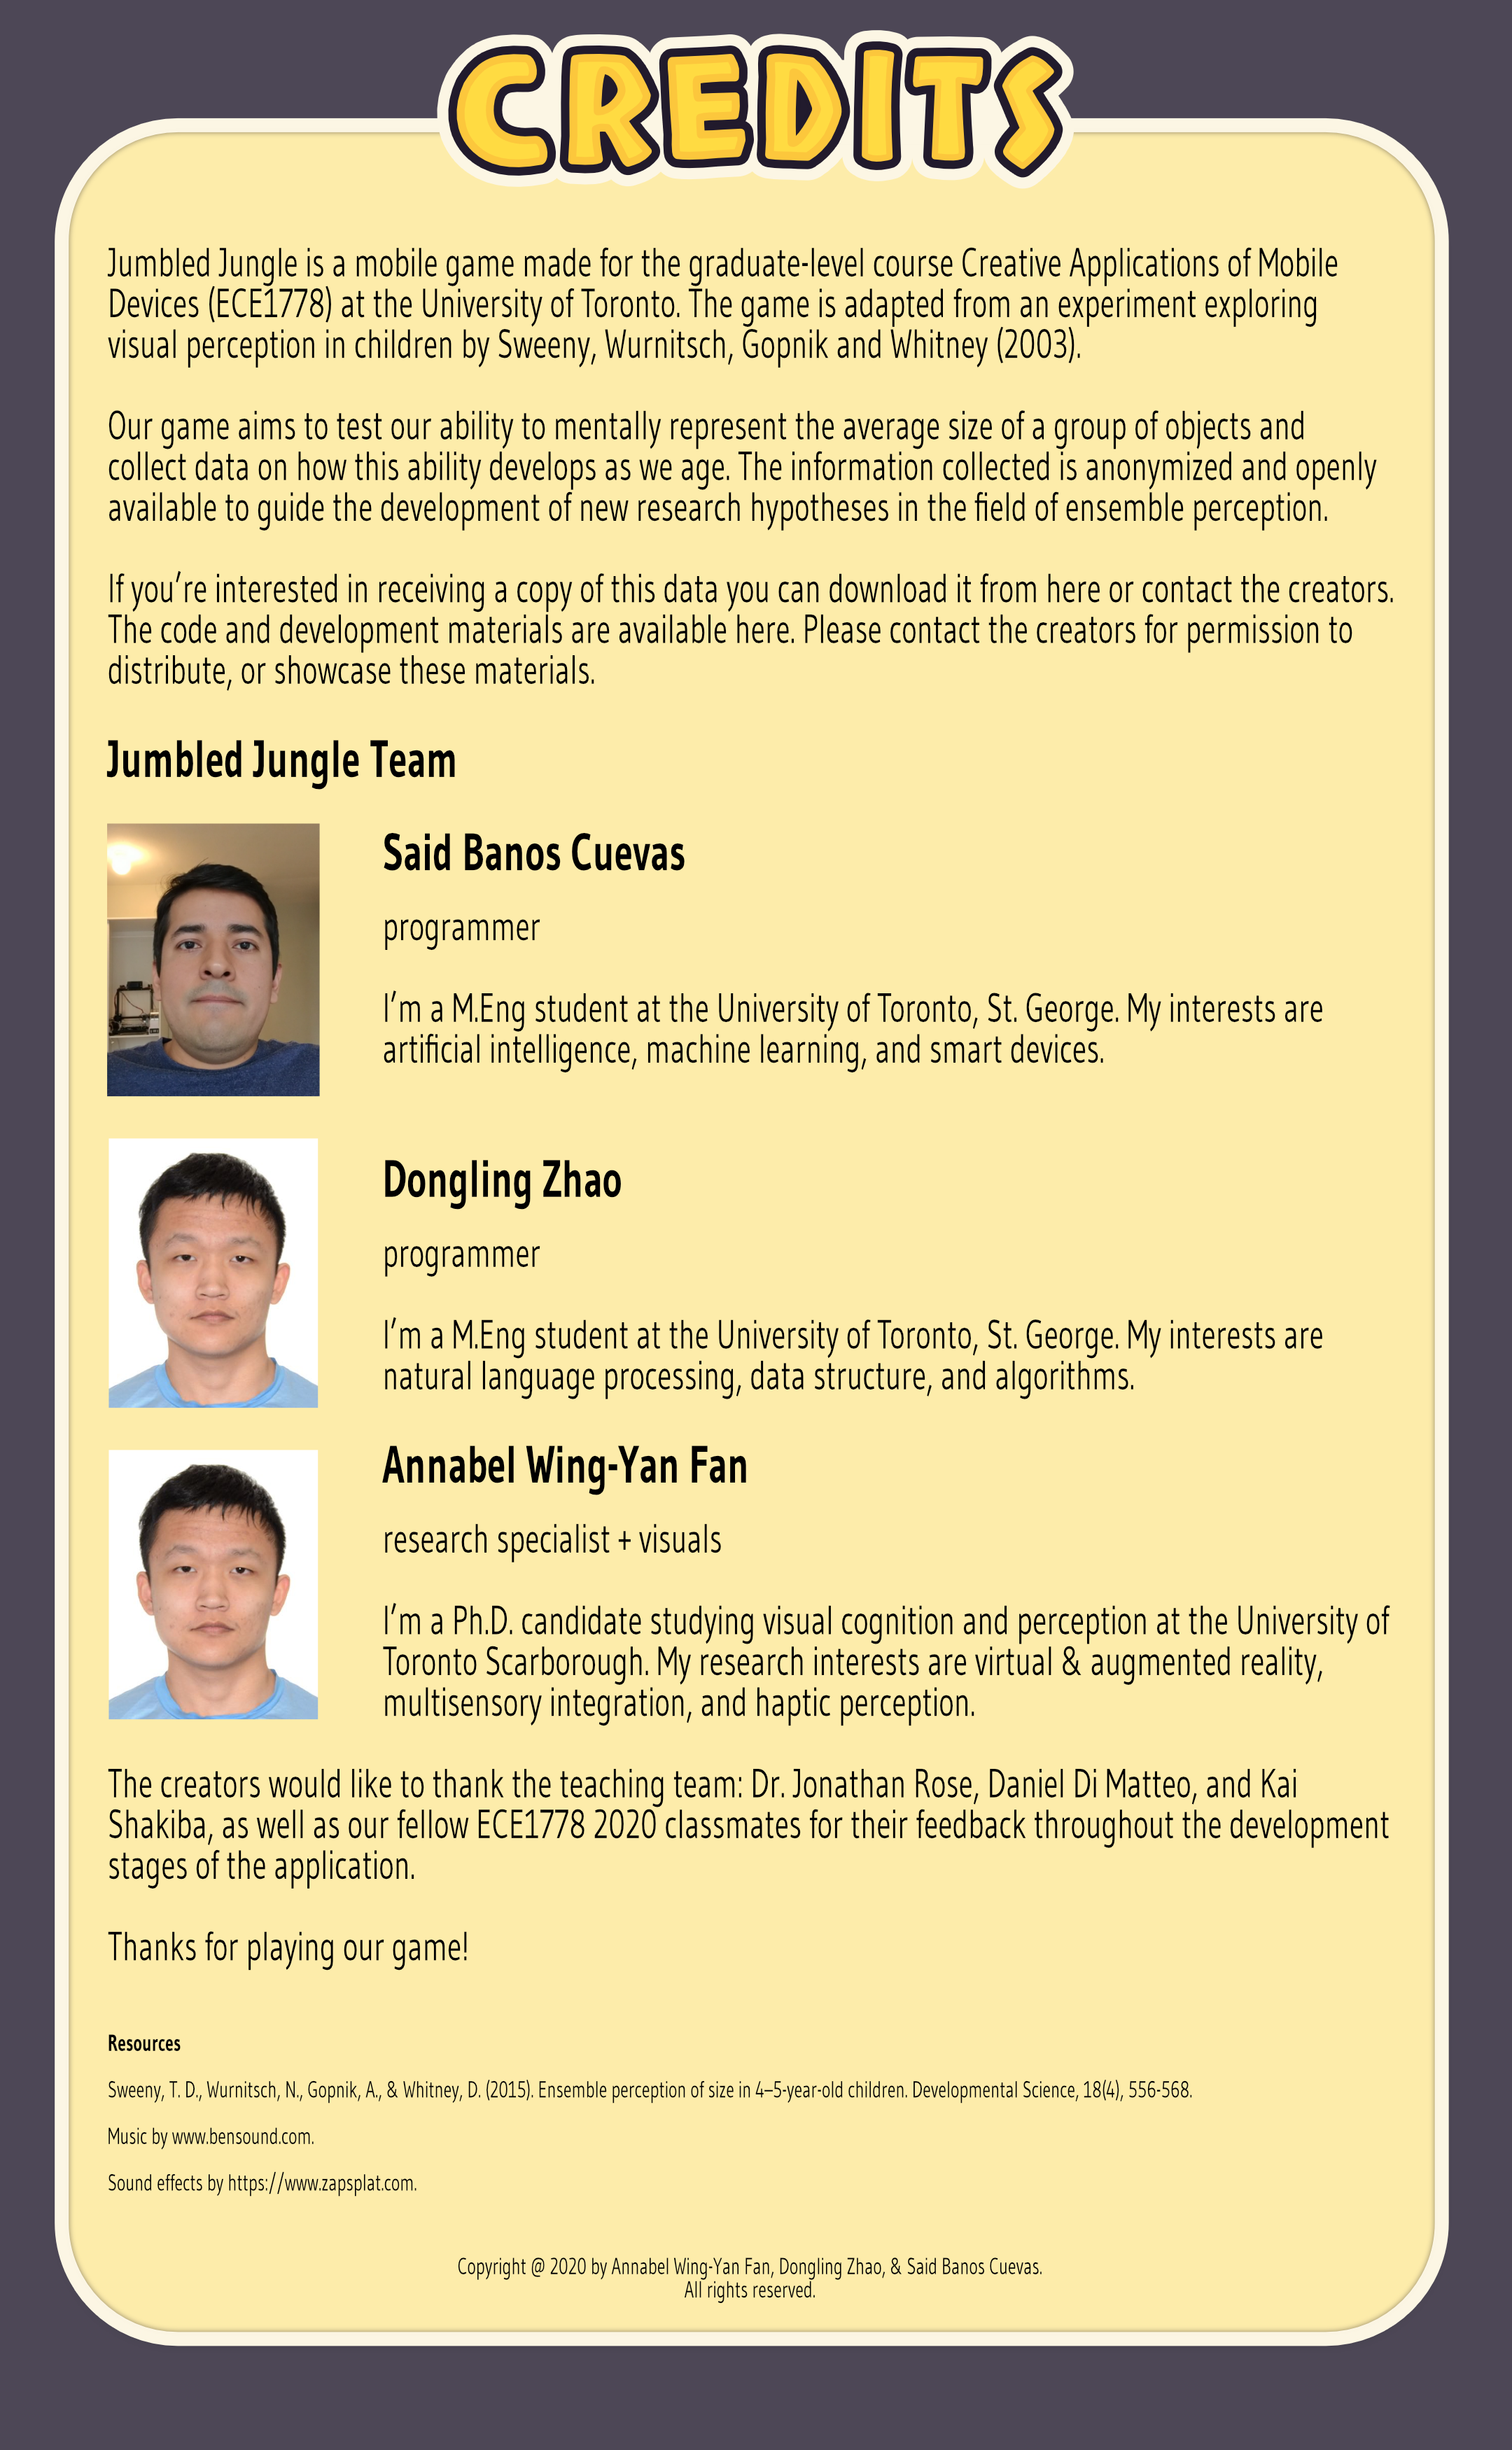 CREDITS
Jumbled Jungle is a mobile game made for the graduate-level course Creative Applications of Mobile
Devices (ECE1778) at the University of Toronto. The game is adapted from an experiment exploring
visual perception in children by Sweeny, Wurnitsch, Gopnik and Whitney (2003).
Our game aims to test our ability to mentally represent the average size of a group of objects and
collect data on how this ability develops as we age. The information collected is anonymized and openly
available to guide the development of new research hypotheses in the field of ensemble perception.
If you’re interested in receiving a copy of this data you can download it from here or contact the creators.
The code and development materials are available here. Please contact the creators for permission to
distribute, or showcase these materials.
Jumbled Jungle Team
Said Banos Cuevas
programmer
I’m a M.Eng student at the University of Toronto, St. George. My interests are
artificial intelligence, machine learning, and smart devices.
Dongling Zhao
programmer
I’m a M.Eng student at the University of Toronto, St. George. My interests are
natural language processing, data structure, and algorithms.
Annabel Wing-Yan Fan
research specialist + visuals
I’m a Ph.D. candidate studying visual cognition and perception at the University of
Toronto Scarborough. My research interests are virtual & augmented reality,
multisensory integration, and haptic perception.
The creators would like to thank the teaching team: Dr. Jonathan Rose, Daniel Di Matteo, and Kai
Shakiba, as well as our fellow ECE1778 2020 classmates for their feedback throughout the development
stages of the application.
Thanks for playing our game!
Resources
Sweeny, T. D., Wurnitsch, N., Gopnik, A., & Whitney, D. (2015). Ensemble perception of size in 4–5-year-old children. Developmental Science, 18(4), 556-568.
Music by www.bensound.com.
Sound effects by https://www.zapsplat.com.
Copyright @ 2020 by Annabel Wing-Yan Fan, Dongling Zhao, & Said Banos Cuevas.
All rights reserved.